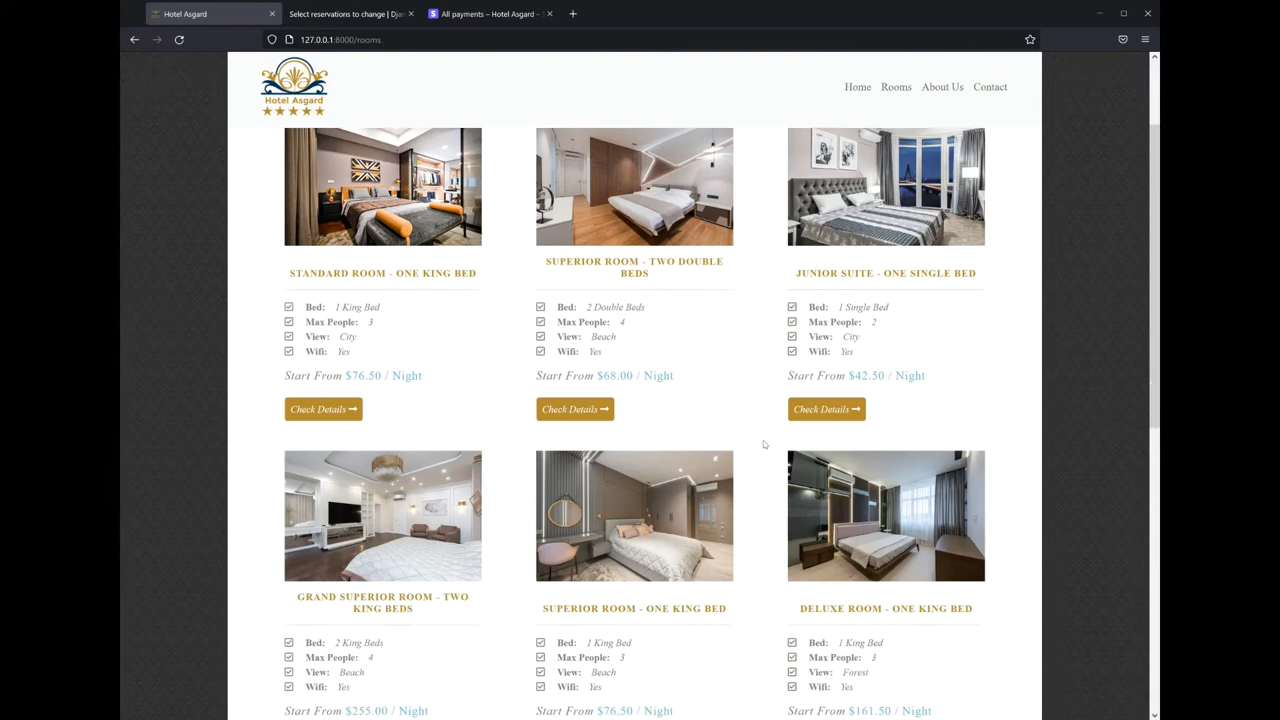 Hotel Asgard
Select reservations to change | Djan
All payments – Hotel Asgard –
127.0.0.1:8000/rooms
Hotel Asgard
Home
Rooms
About Us
Contact
STANDARD ROOM - ONE KING BED
Bed: 1 King Bed
Max People: 3
View: City
Wifi: Yes
Start From $76.50 / Night
Check Details
SUPERIOR ROOM - TWO DOUBLE
BEDS
Bed: 2 Double Beds
Max People: 4
View: Beach
Wifi: Yes
Start From $68.00 / Night
Check Details
JUNIOR SUITE - ONE SINGLE BED
Bed: 1 Single Bed
Max People: 2
View: City
Wifi: Yes
Start From $42.50 / Night
Check Details
GRAND SUPERIOR ROOM - TWO
KING BEDS
Bed: 2 King Beds
Max People: 4
View: Beach
Wifi: Yes
Start From $255.00 / Night
SUPERIOR ROOM - ONE KING BED
Bed: 1 King Bed
Max People: 3
View: Beach
Wifi: Yes
Start From $76.50 / Night
DELUXE ROOM - ONE KING BED
Bed: 1 King Bed
Max People: 3
View: Forest
Wifi: Yes
Start From $161.50 / Night